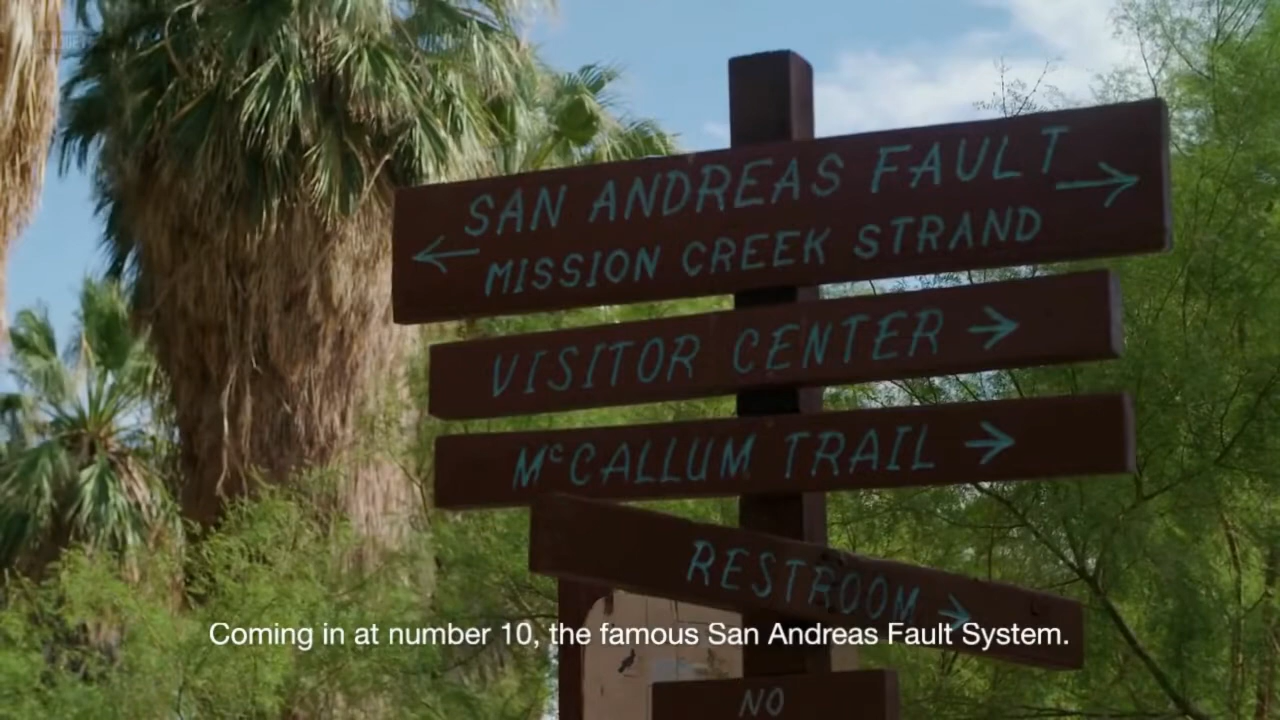 SAN ANDREAS FAULT →
← MISSION CREEK STRAND
VISITOR CENTER →
McCALLUM TRAIL →
RESTROOM →
Coming in at number 10, the famous San Andreas Fault System.
NO